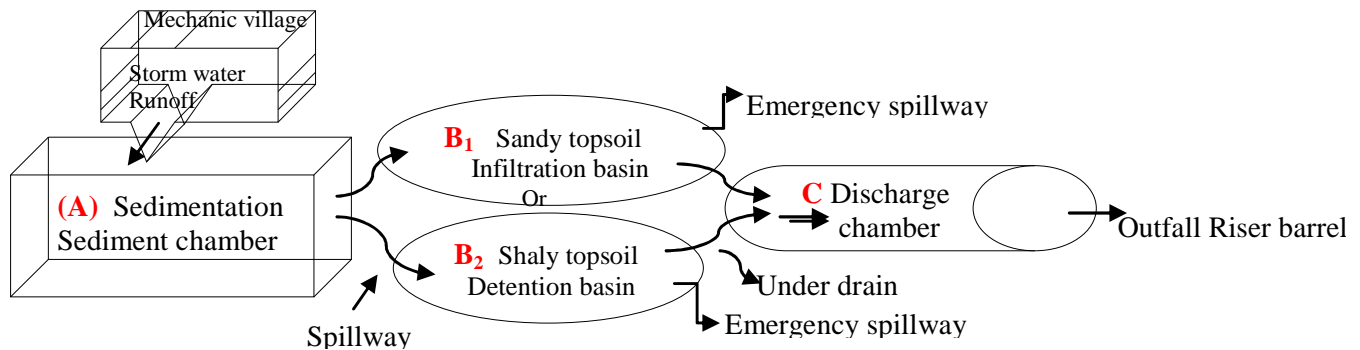 Mechanic village
Storm water
Runoff
(A) Sedimentation
Sediment chamber
Spillway
B1 Sandy topsoil
Infiltration basin
Or
B2 Shaly topsoil
Detention basin
Emergency spillway
C Discharge
chamber
Under drain
Emergency spillway
Outfall Riser barrel